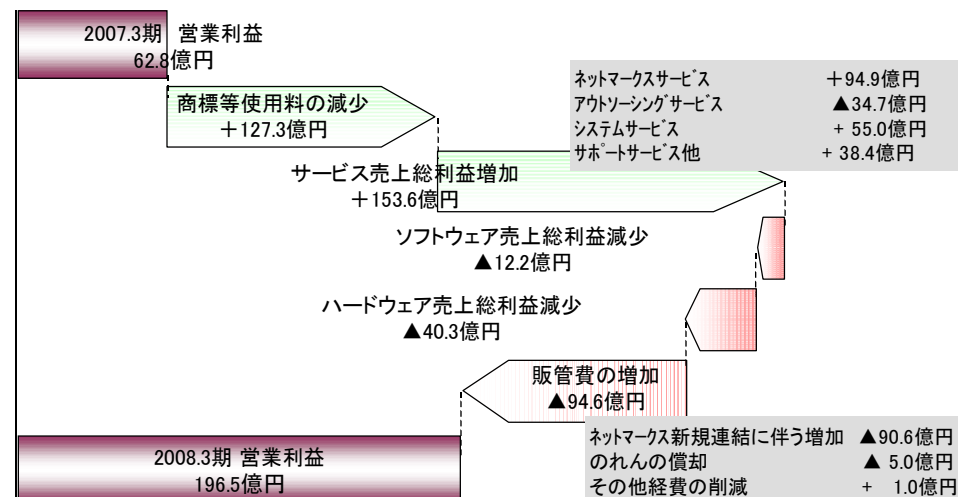 2007.3期 営業利益
62.8億円
商標等使用料の減少
＋127.3億円
ネットマークスサービス ＋94.9億円
アウトソーシングサービス ▲34.7億円
システムサービス + 55.0億円
サポートサービス他 + 38.4億円
サービス売上総利益増加
＋153.6億円
ソフトウェア売上総利益減少
▲12.2億円
ハードウェア売上総利益減少
▲40.3億円
販管費の増加
▲94.6億円
ネットマークス新規連結に伴う増加 ▲90.6億円
のれんの償却 ▲ 5.0億円
その他経費の削減 + 1.0億円
2008.3期 営業利益
196.5億円